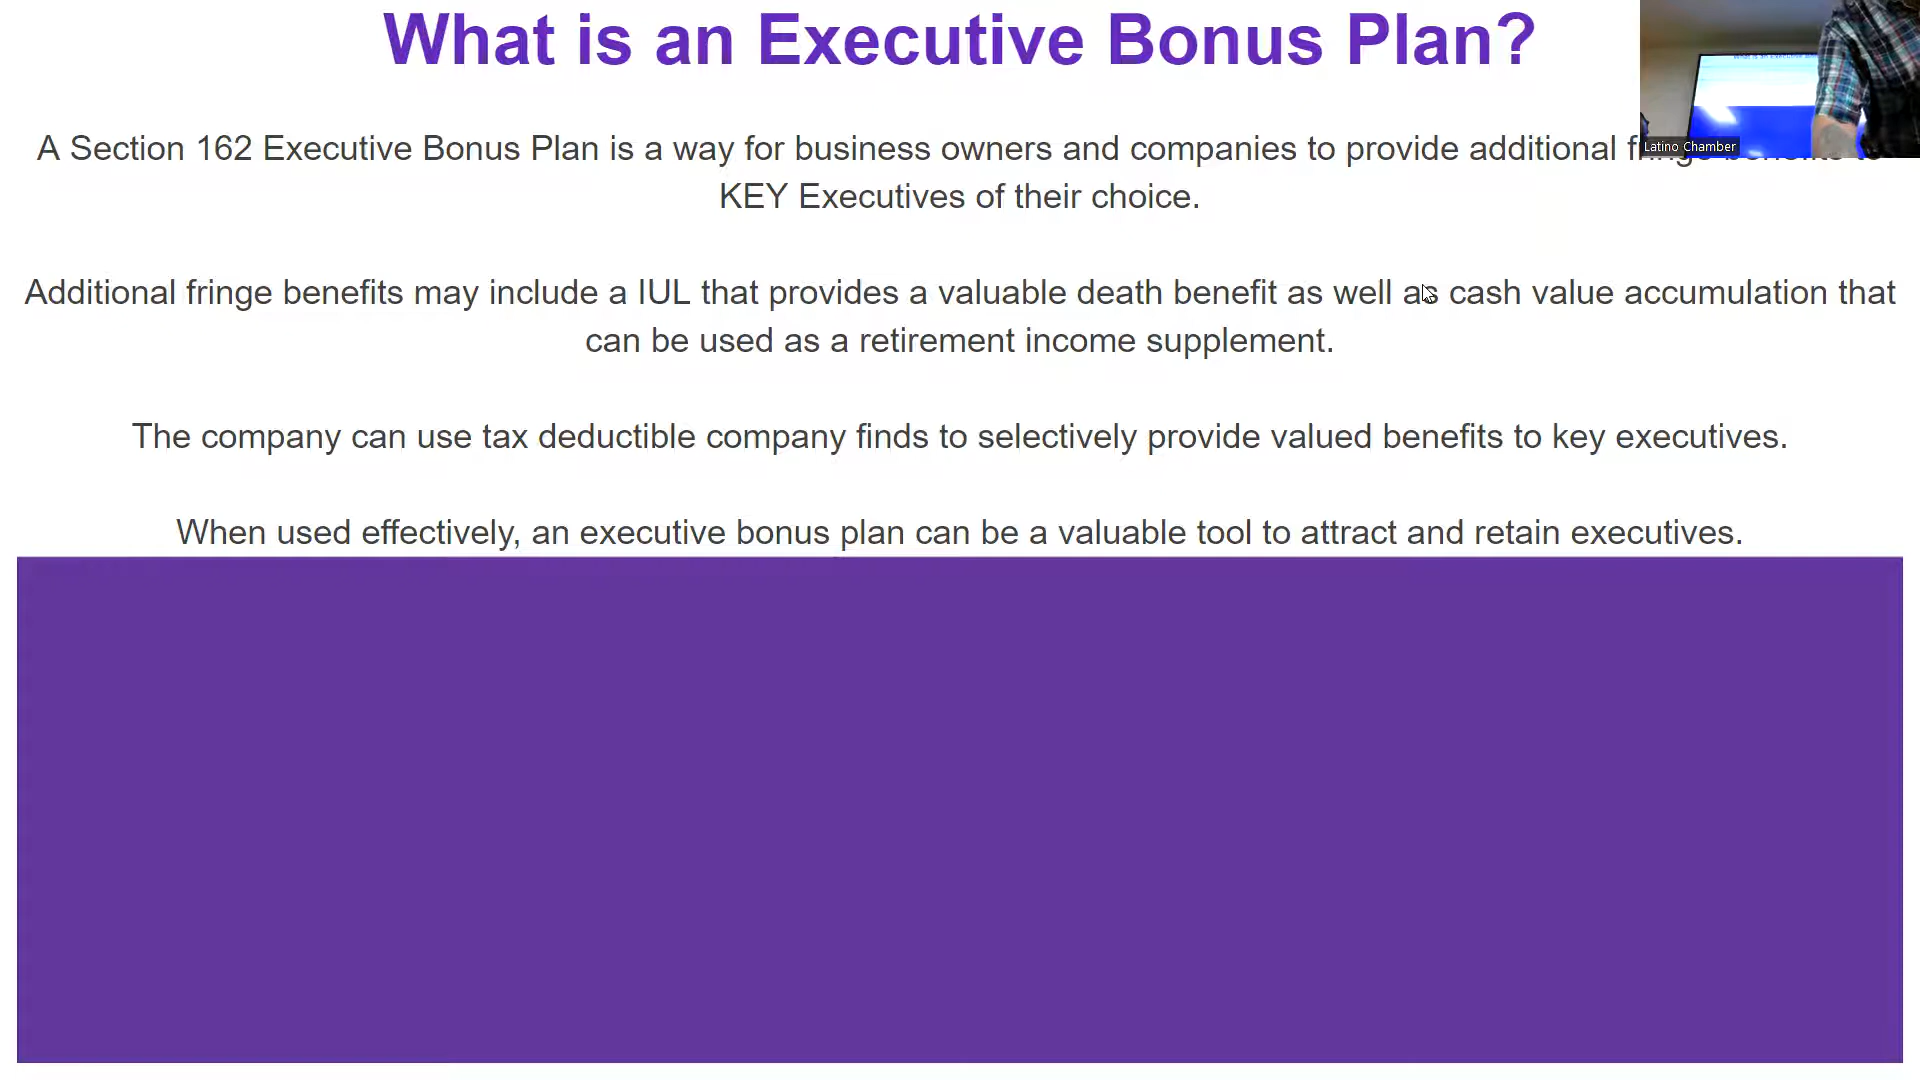 What is an Executive Bonus Plan?
A Section 162 Executive Bonus Plan is a way for business owners and companies to provide additional fringe benefits to
KEY Executives of their choice.
Additional fringe benefits may include a IUL that provides a valuable death benefit as well as cash value accumulation that
can be used as a retirement income supplement.
The company can use tax deductible company finds to selectively provide valued benefits to key executives.
When used effectively, an executive bonus plan can be a valuable tool to attract and retain executives.
Latino Chamber